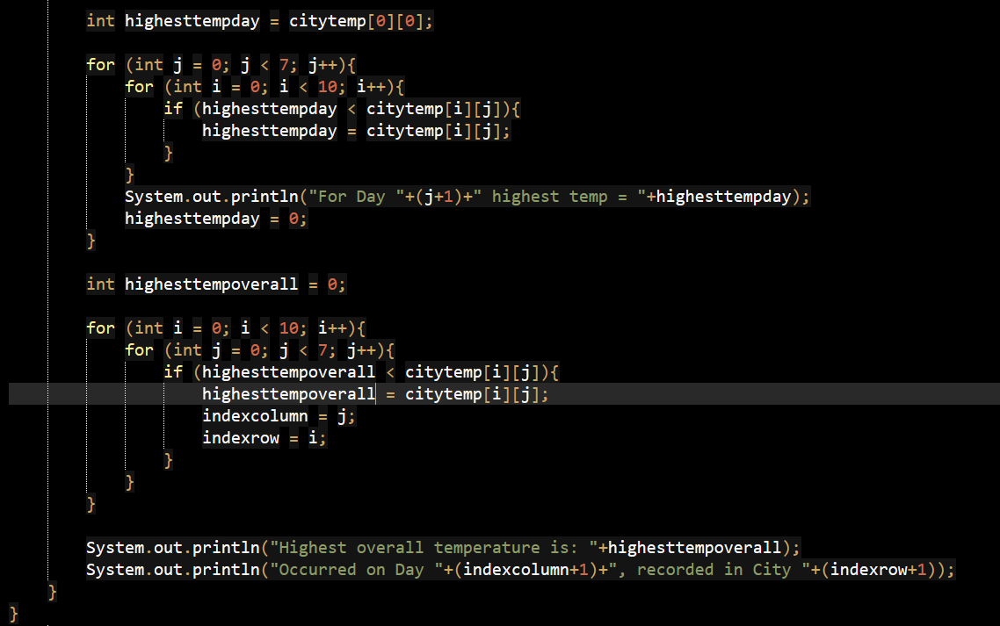 int highesttempday = citytemp[0][0];
for (int j = 0; j < 7; j++){
for (int i = 0; i < 10; i++){
if (highesttempday < citytemp[i][j]){
highesttempday = citytemp[i][j];
}
}
System.out.println("For Day "+(j+1)+" highest temp = "+highesttempday);
highesttempday = 0;
}
int highesttempoverall = 0;
for (int i = 0; i < 10; i++){
for (int j = 0; j < 7; j++){
if (highesttempoverall < citytemp[i][j]){
highesttempoverall = citytemp[i][j];
indexcolumn = j;
indexrow = i;
}
}
}
System.out.println("Highest overall temperature is: "+highesttempoverall);
System.out.println("Occurred on Day "+(indexcolumn+1)+", recorded in City "+(indexrow+1));
}
}